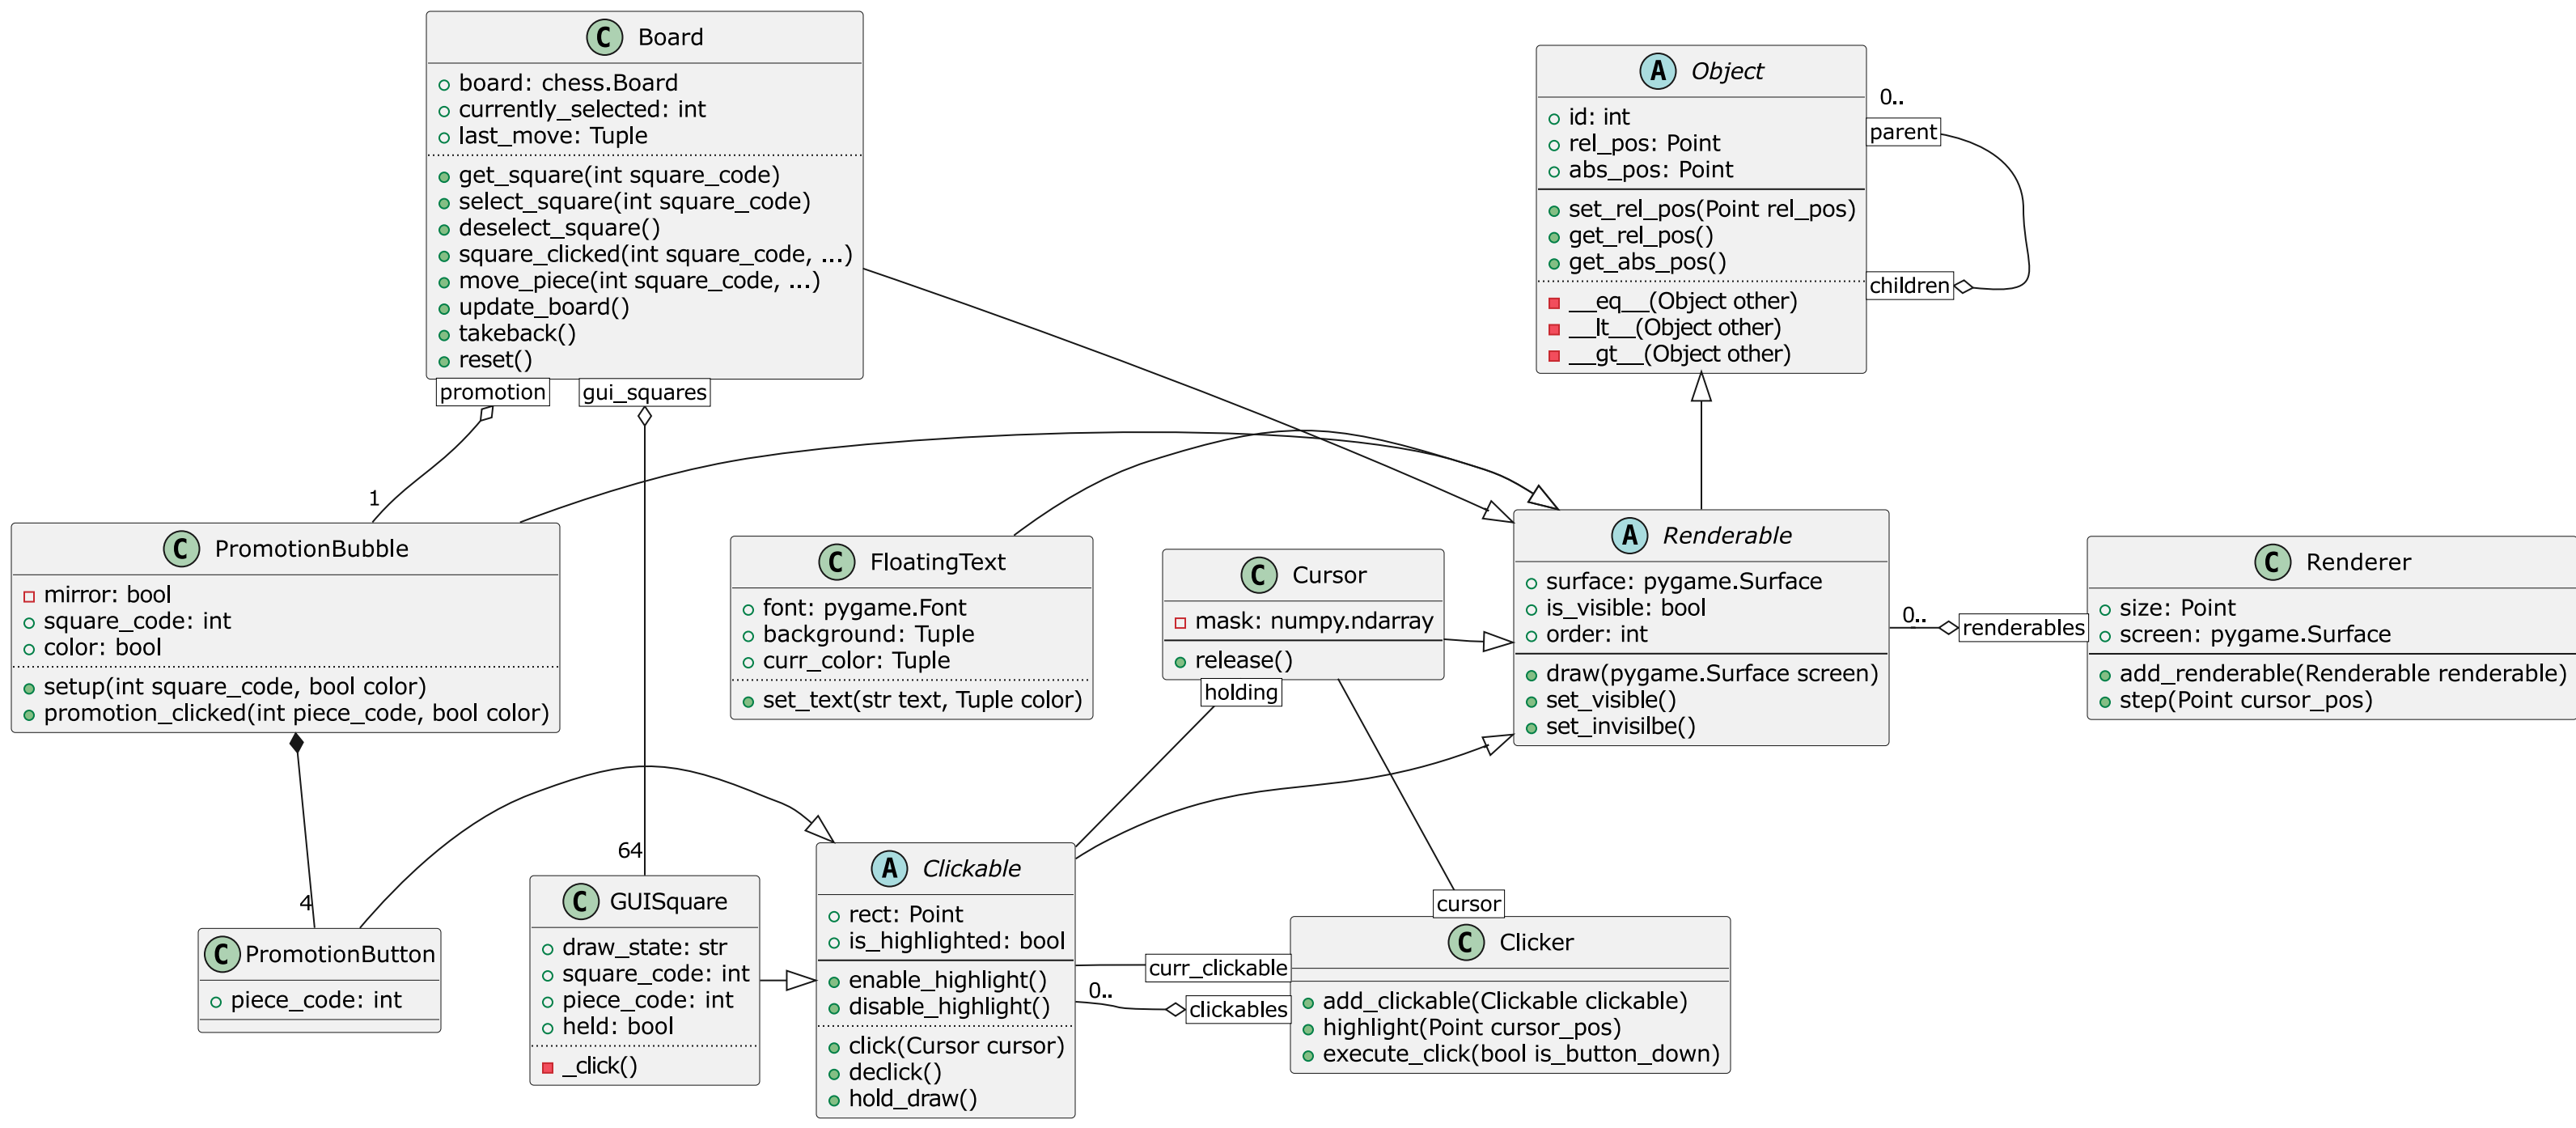 C Board
board: chess.Board
currently_selected: int
last_move: Tuple
get_square(int square_code)
select_square(int square_code)
deselect_square()
square_clicked(int square_code, ...)
move_piece(int square_code, ...)
update_board()
takeback()
reset()
promotion
gui_squares
A Object
id: int
rel_pos: Point
abs_pos: Point
set_rel_pos(Point rel_pos)
get_rel_pos()
get_abs_pos()
__eq__(Object other)
__lt__(Object other)
__gt__(Object other)
0..
parent
children
1
C PromotionBubble
mirror: bool
square_code: int
color: bool
setup(int square_code, bool color)
promotion_clicked(int piece_code, bool color)
C FloatingText
font: pygame.Font
background: Tuple
curr_color: Tuple
set_text(str text, Tuple color)
C Cursor
mask: numpy.ndarray
release()
holding
A Renderable
surface: pygame.Surface
is_visible: bool
order: int
draw(pygame.Surface screen)
set_visible()
set_invisilbe()
0..
renderables
C Renderer
size: Point
screen: pygame.Surface
add_renderable(Renderable renderable)
step(Point cursor_pos)
4
C PromotionButton
piece_code: int
64
C GUISquare
draw_state: str
square_code: int
piece_code: int
held: bool
_click()
A Clickable
rect: Point
is_highlighted: bool
enable_highlight()
disable_highlight()
click(Cursor cursor)
declick()
hold_draw()
curr_clickable
0..
clickables
cursor
C Clicker
add_clickable(Clickable clickable)
highlight(Point cursor_pos)
execute_click(bool is_button_down)